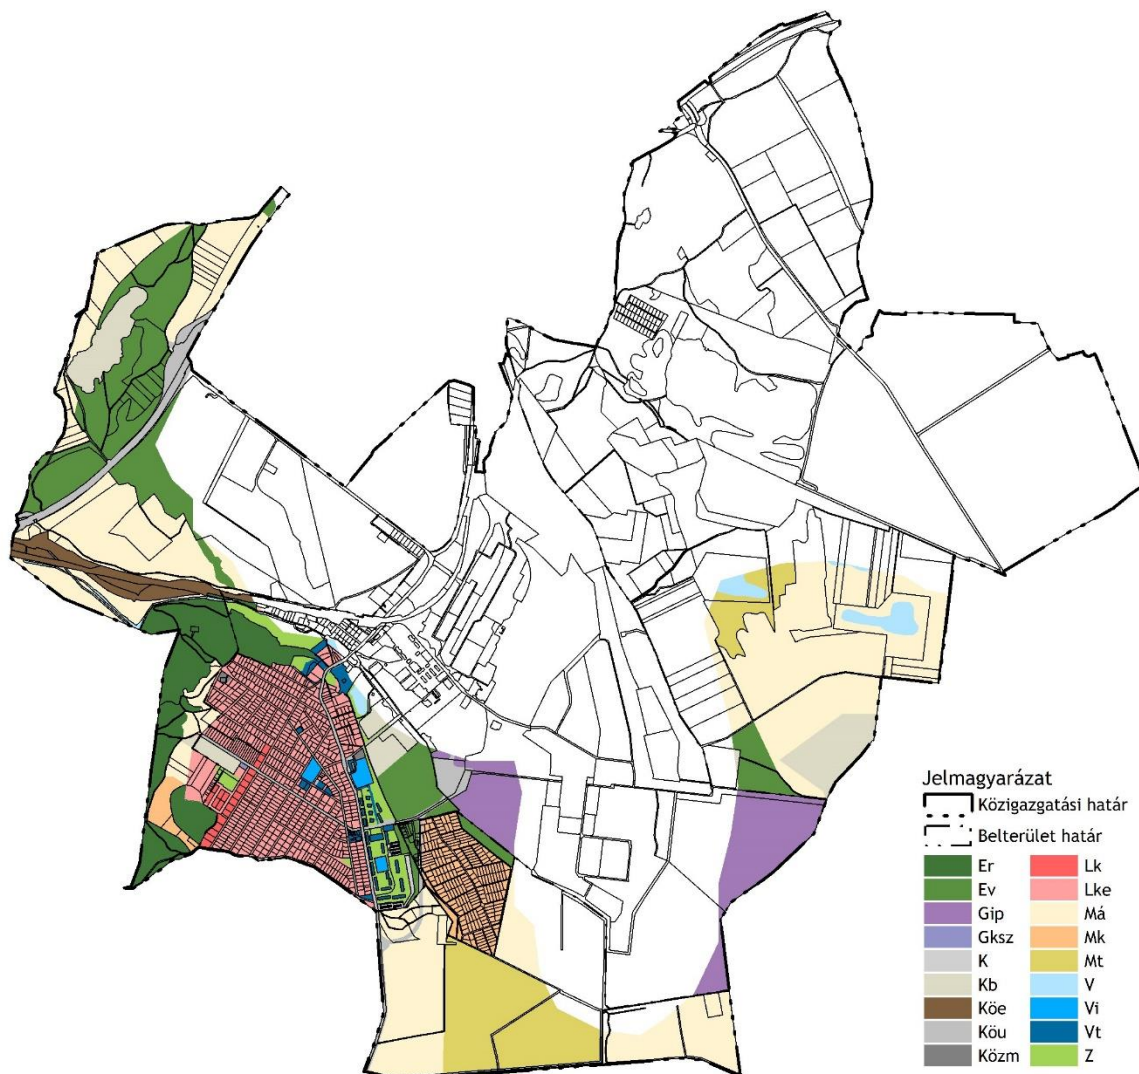 Jelmagyarázat
Közigazgatási határ
Belterület határ
Er
Ev
Gip
Gksz
K
Kb
Köe
Köu
Közm
Lk
Lke
Má
Mk
Mt
V
Vi
Vt
Z